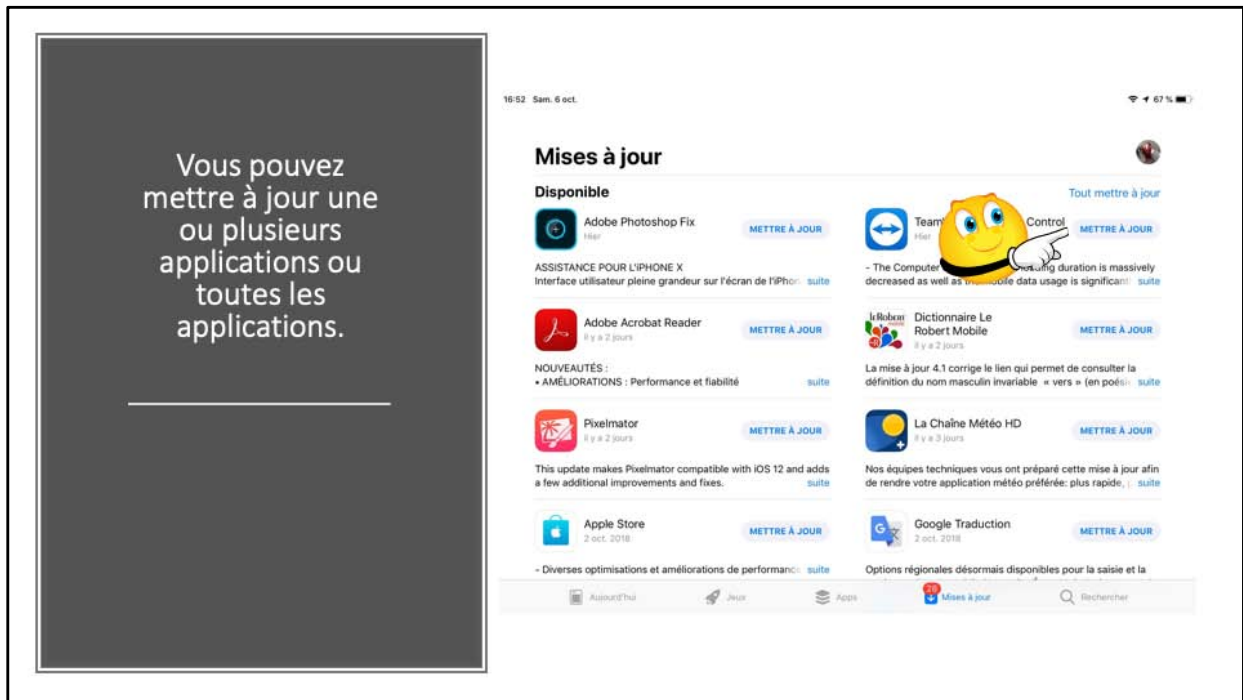 Vous pouvez
mettre à jour une
ou plusieurs
applications ou
toutes les
applications.
16:52 Sam. 6 oct.
67 %
Mises à jour
Disponible
Tout mettre à jour
Adobe Photoshop Fix
Hier
METTRE À JOUR
ASSISTANCE POUR L'IPHONE X
Interface utilisateur pleine grandeur sur l'écran de l'iPhon suite
Team Control
Hier
METTRE À JOUR
- The Computer duration is massively
decreased as well as data usage is significant suite
Adobe Acrobat Reader
Il y a 2 jours
METTRE À JOUR
NOUVEAUTÉS :
• AMÉLIORATIONS : Performance et fiabilité suite
leRobert
mobile
Dictionnaire Le
Robert Mobile
Il y a 2 jours
METTRE À JOUR
La mise à jour 4.1 corrige le lien qui permet de consulter la
définition du nom masculin invariable « vers » (en poési suite
Pixelmator
Il y a 2 jours
METTRE À JOUR
This update makes Pixelmator compatible with iOS 12 and adds
a few additional improvements and fixes. suite
La Chaîne Météo HD
Il y a 3 jours
METTRE À JOUR
Nos équipes techniques vous ont préparé cette mise à jour afin
de rendre votre application météo préférée: plus rapide, suite
Apple Store
2 oct. 2018
METTRE À JOUR
- Diverses optimisations et améliorations de performance suite
Google Traduction
2 oct. 2018
METTRE À JOUR
Options régionales désormais disponibles pour la saisie et la
Aujourd'hui
Jeux
Apps
Mises à jour
Rechercher